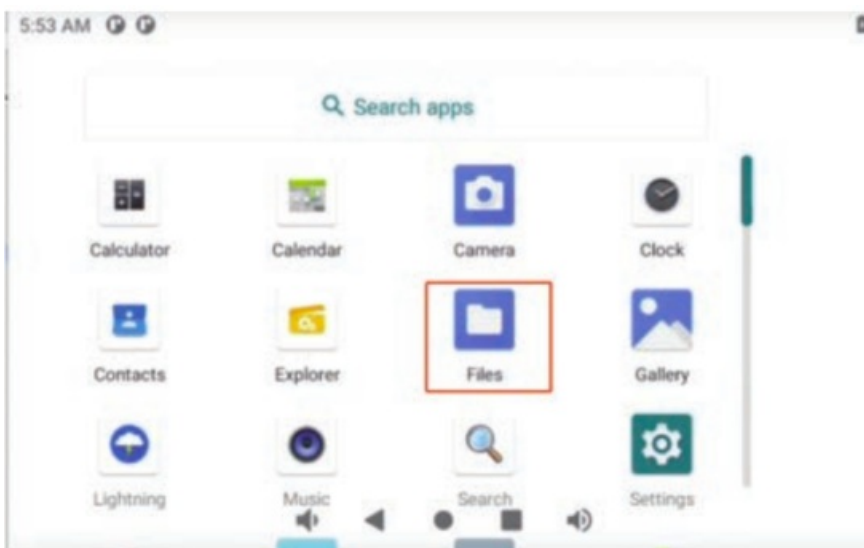 5:53 AM
Search apps
Calculator Calendar Camera Clock
Contacts Explorer Files Gallery
Lightning Music Search Settings